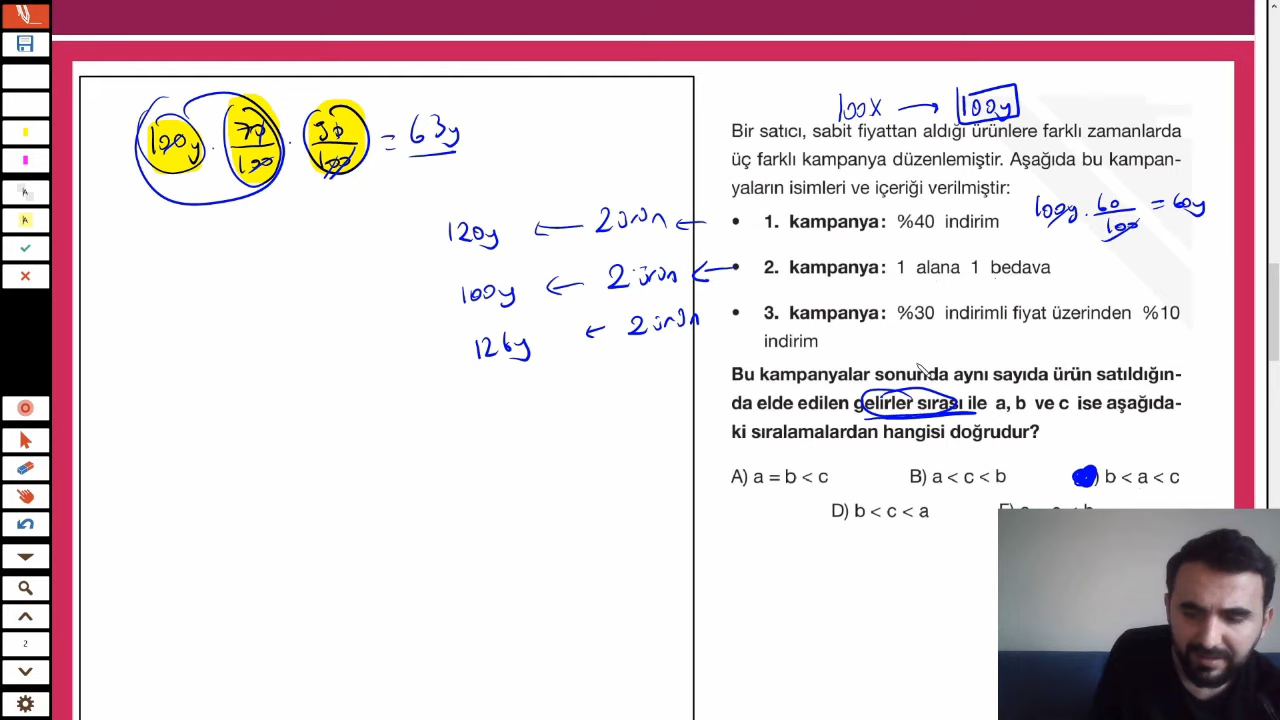 100y . 70/100 . 90/100 = 63y
120y ← 2 ürün ←
100y ← 2 ürün ←
126y ← 2 ürün
100x → 100y
Bir satıcı, sabit fiyattan aldığı ürünlere farklı zamanlarda
üç farklı kampanya düzenlemiştir. Aşağıda bu kampan-
yaların isimleri ve içeriği verilmiştir:
• 1. kampanya: %40 indirim
100y . 60/100 = 60y
• 2. kampanya: 1 alana 1 bedava
• 3. kampanya: %30 indirimli fiyat üzerinden %10
indirim
Bu kampanyalar sonunda aynı sayıda ürün satıldığın-
da elde edilen gelirler sırası ile a, b ve c ise aşağıda-
ki sıralamalardan hangisi doğrudur?
A) a = b < c B) a < c < b ) b < a < c
D) b < c < a
2